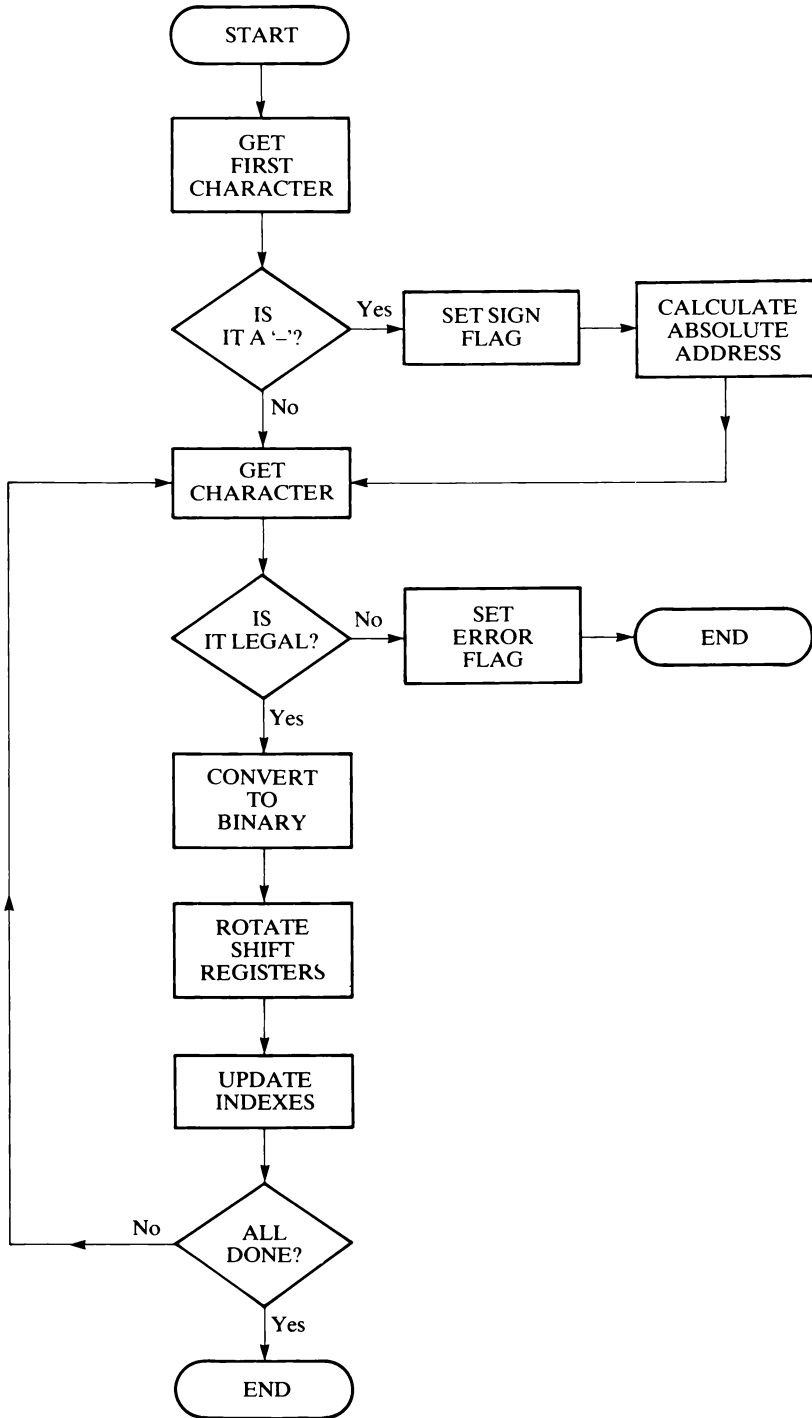 START
GET
FIRST
CHARACTER
IS
IT A ‘–’?
Yes
SET SIGN
FLAG
CALCULATE
ABSOLUTE
ADDRESS
No
GET
CHARACTER
IS
IT LEGAL?
No
SET
ERROR
FLAG
END
Yes
CONVERT
TO
BINARY
ROTATE
SHIFT
REGISTERS
UPDATE
INDEXES
ALL
DONE?
No
Yes
END